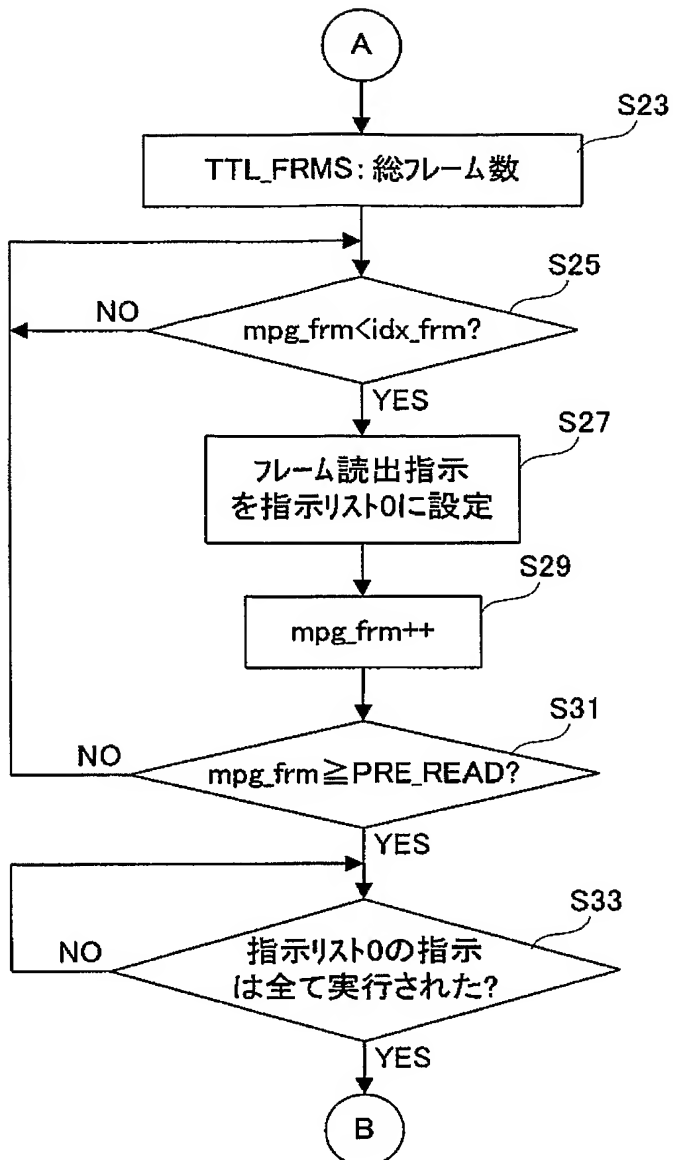 A
S23
TTL_FRMS:総フレーム数
S25
NO
mpg_frm<idx_frm?
YES
S27
フレーム読出指示
を指示リスト0に設定
S29
mpg_frm++
S31
NO
mpg_frm≧PRE_READ?
YES
S33
NO
指示リスト0の指示
は全て実行された?
YES
B